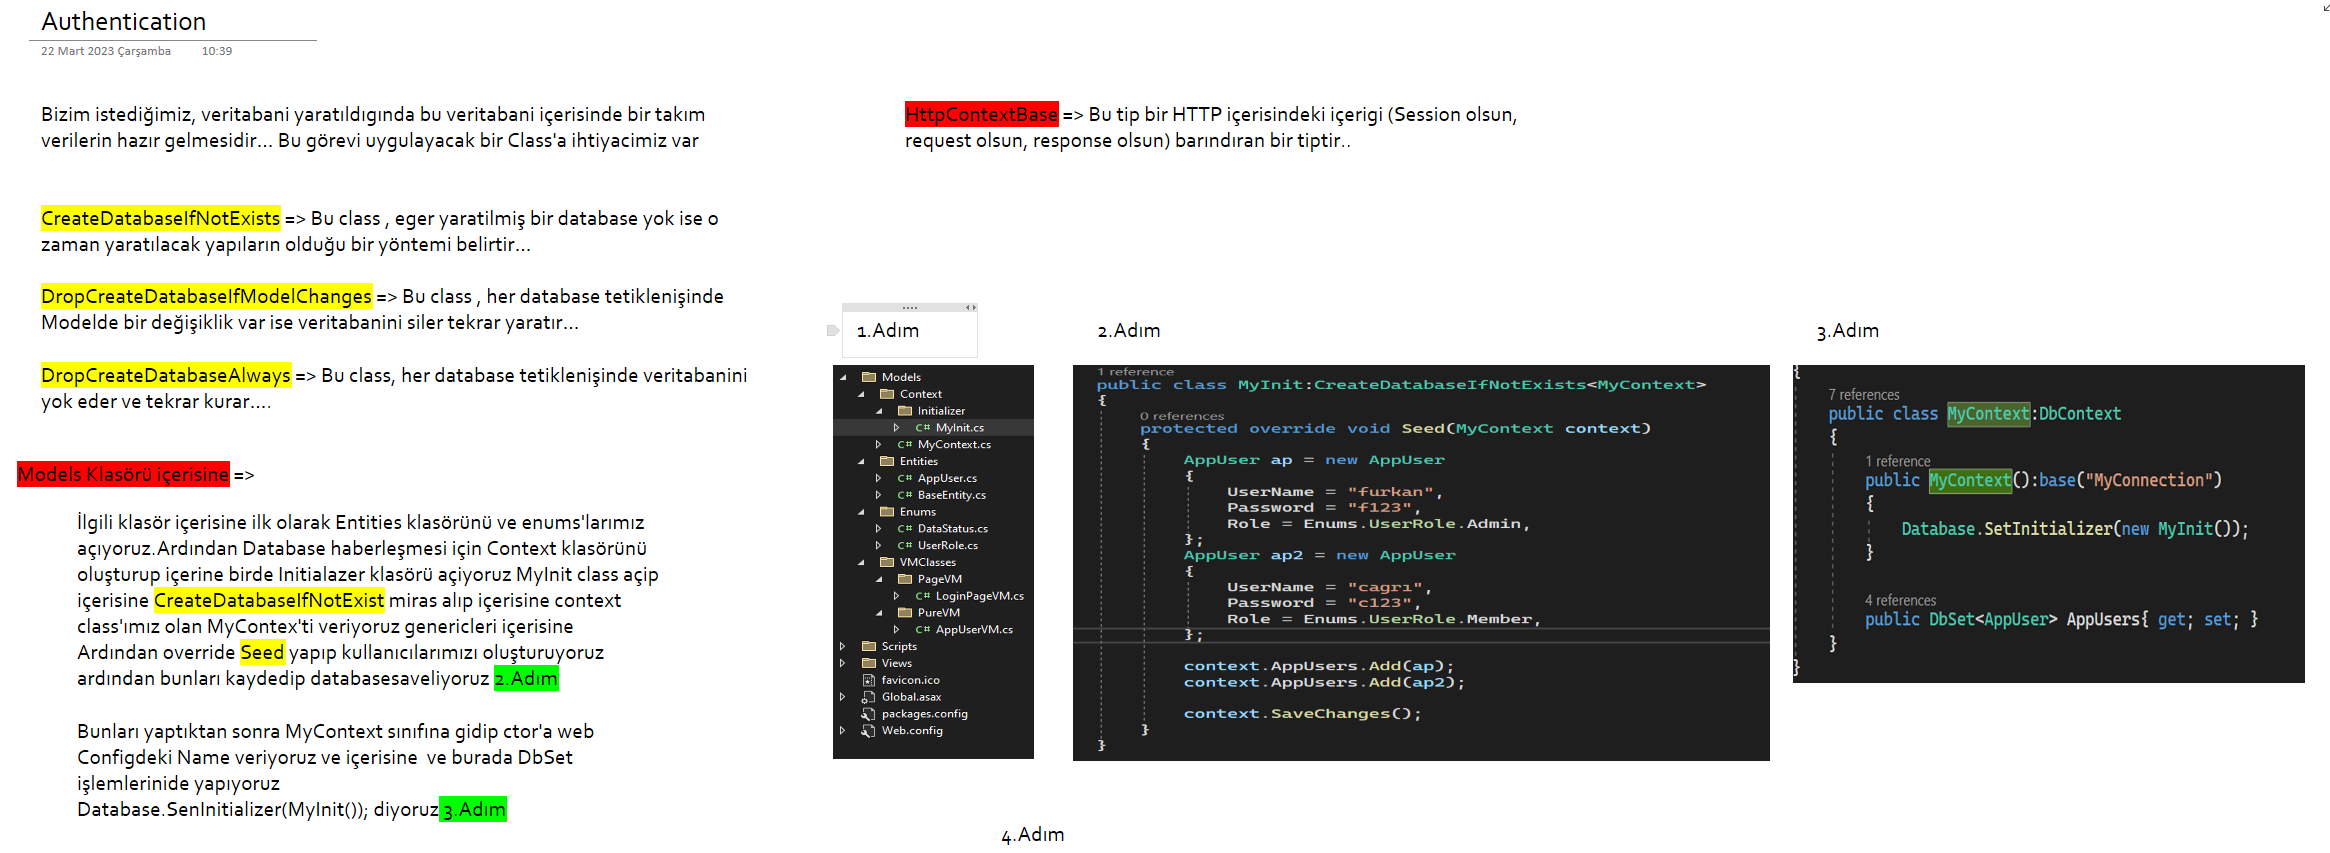 Authentication
22 Mart 2023 Çarşamba 10:39
Bizim istediğimiz, veritabani yaratıldıgında bu veritabani içerisinde bir takım
verilerin hazır gelmesidir... Bu görevi uygulayacak bir Class'a ihtiyacimiz var
CreateDatabaseIfNotExists => Bu class , eger yaratilmiş bir database yok ise o
zaman yaratılacak yapıların olduğu bir yöntemi belirtir...
DropCreateDatabaseIfModelChanges => Bu class , her database tetiklenişinde
Modelde bir değişiklik var ise veritabanini siler tekrar yaratır...
DropCreateDatabaseAlways => Bu class, her database tetiklenişinde veritabanini
yok eder ve tekrar kurar....
Models Klasörü içerisine =>
İlgili klasör içerisine ilk olarak Entities klasörünü ve enums'larımız
açıyoruz.Ardından Database haberleşmesi için Context klasörünü
oluşturup içerine birde Initialazer klasörü açiyoruz MyInit class açip
içerisine CreateDatabaseIfNotExist miras alıp içerisine context
class'ımız olan MyContex'ti veriyoruz genericleri içerisine
Ardından override Seed yapıp kullanıcılarımızı oluşturuyoruz
ardından bunları kaydedip databasesaveliyoruz 2.Adım
Bunları yaptıktan sonra MyContext sınıfına gidip ctor'a web
Configdeki Name veriyoruz ve içerisine  ve burada DbSet
işlemlerinide yapıyoruz
Database.SenInitializer(MyInit()); diyoruz 3.Adım
HttpContextBase => Bu tip bir HTTP içerisindeki içerigi (Session olsun,
request olsun, response olsun) barındıran bir tiptir..
1.Adım
Models
Context
Initializer
C# MyInit.cs
C# MyContext.cs
Entities
C# AppUser.cs
C# BaseEntity.cs
Enums
C# DataStatus.cs
C# UserRole.cs
VMClasses
PageVM
C# LoginPageVM.cs
PureVM
C# AppUserVM.cs
Scripts
Views
favicon.ico
Global.asax
packages.config
Web.config
2.Adım
1 reference
public class MyInit:CreateDatabaseIfNotExists<MyContext>
{
0 references
protected override void Seed(MyContext context)
{
AppUser ap = new AppUser
{
UserName = "furkan",
Password = "f123",
Role = Enums.UserRole.Admin,
};
AppUser ap2 = new AppUser
{
UserName = "cagrı",
Password = "c123",
Role = Enums.UserRole.Member,
};
context.AppUsers.Add(ap);
context.AppUsers.Add(ap2);
context.SaveChanges();
}
}
3.Adım
{
7 references
public class MyContext:DbContext
{
1 reference
public MyContext():base("MyConnection")
{
Database.SetInitializer(new MyInit());
}
4 references
public DbSet<AppUser> AppUsers{ get; set; }
}
}
4.Adım